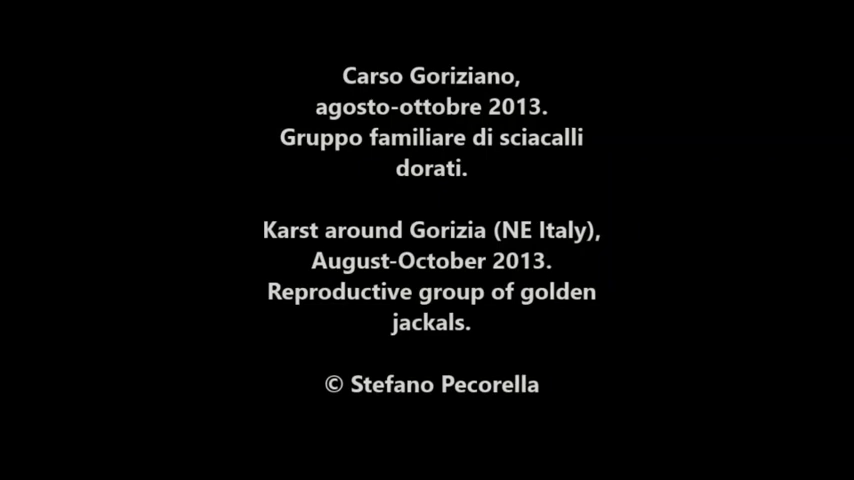 Carso Goriziano,
agosto-ottobre 2013.
Gruppo familiare di sciacalli
dorati.
Karst around Gorizia (NE Italy),
August-October 2013.
Reproductive group of golden
jackals.
© Stefano Pecorella